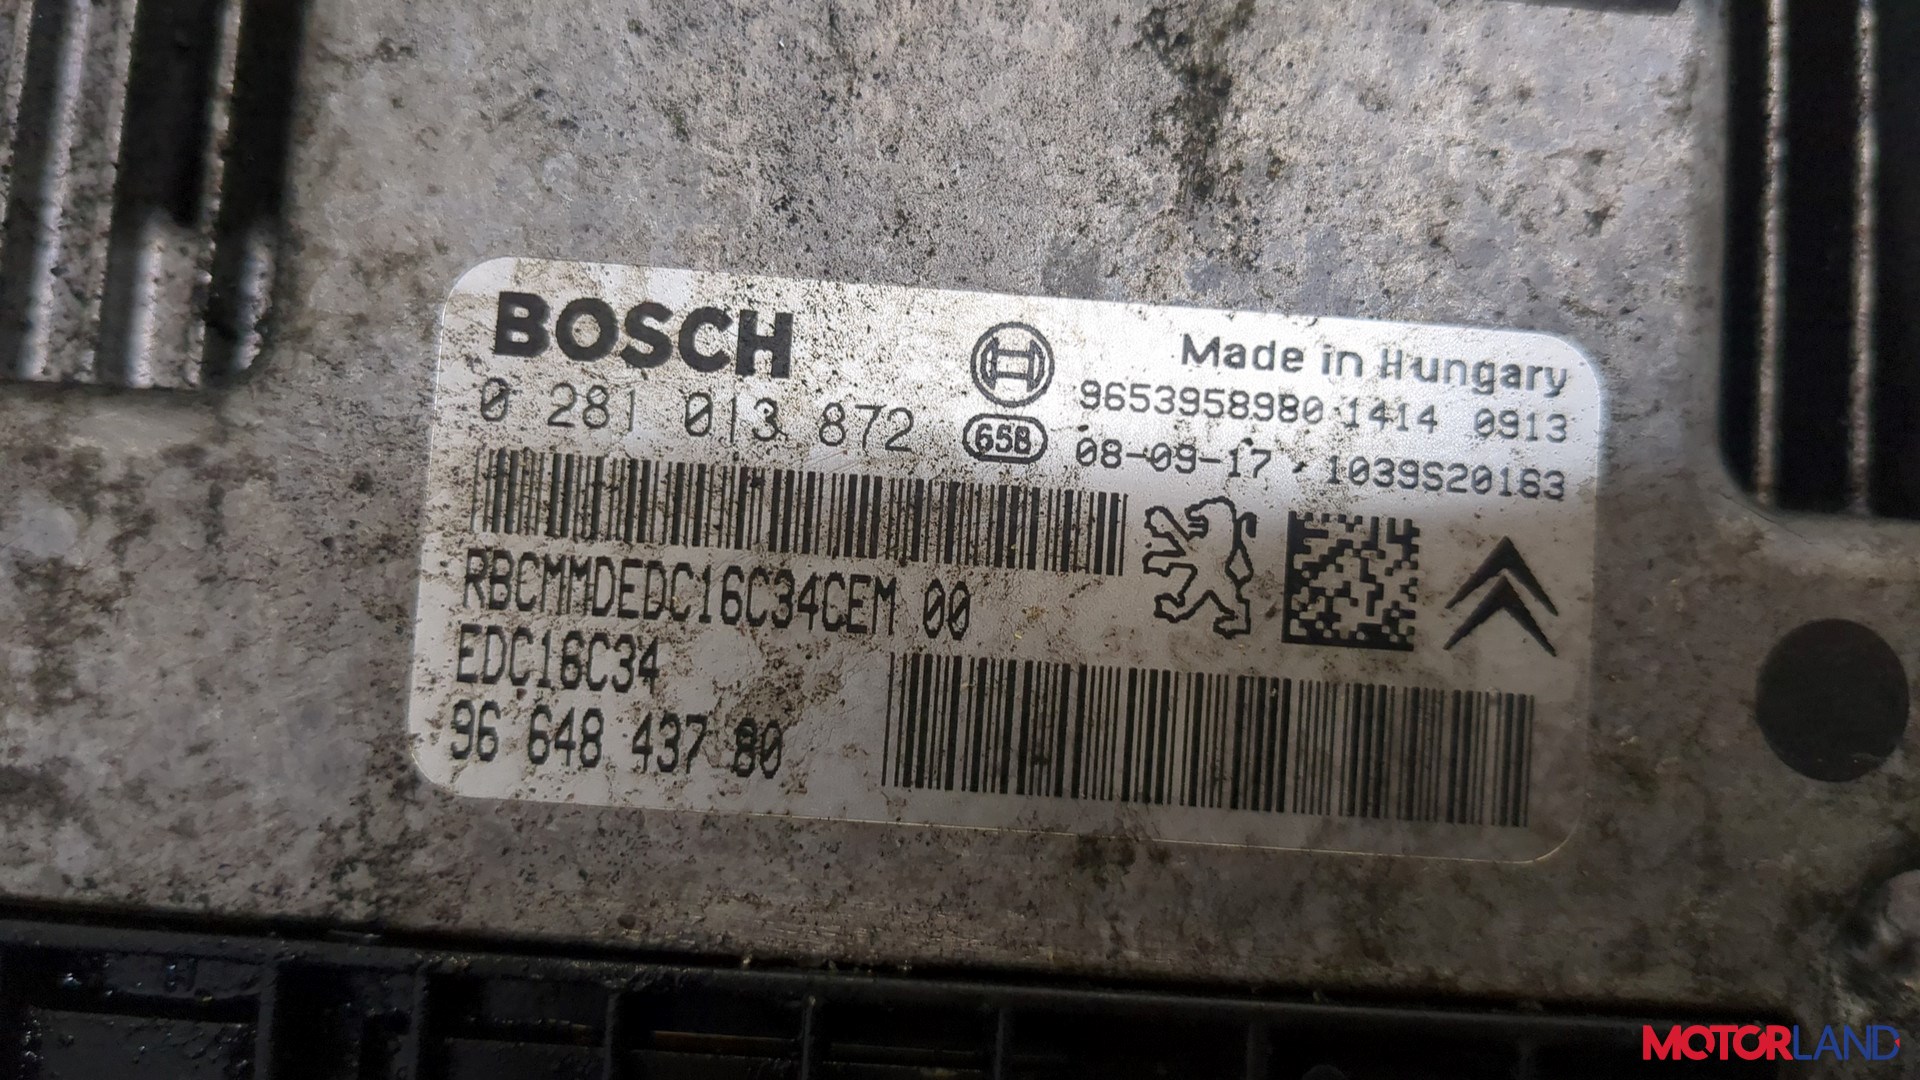 BOSCH
Made in Hungary
0 281 013 872
9653958980 1414 0913
658
08-09-17 · 1039S20163
RBCMMDEDC16C34CEM 00
EDC16C34
96 648 437 80
MOTORLAND